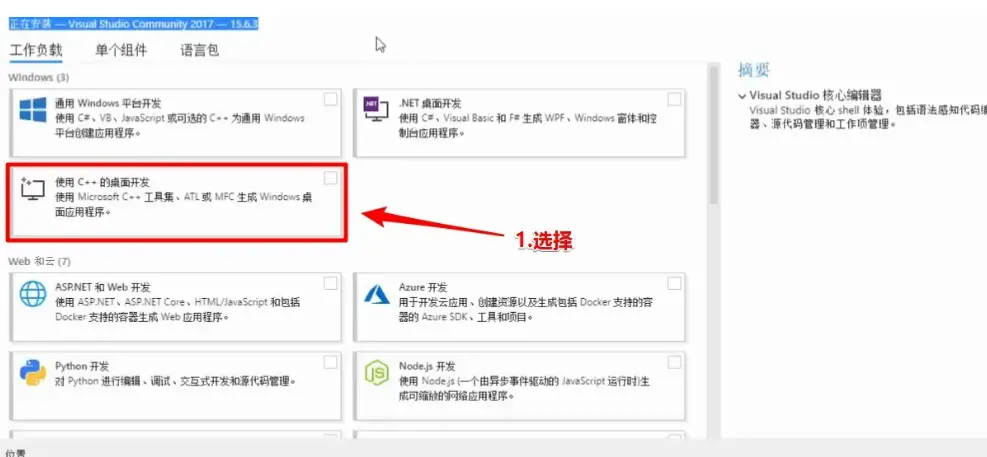 正在安装 — Visual Studio Community 2017 — 15.6.3
工作负载 单个组件 语言包
Windows (3)
通用 Windows 平台开发
使用 C#、VB、JavaScript 或可选的 C++ 为通用 Windows
平台创建应用程序。
.NET 桌面开发
使用 C#、Visual Basic 和 F# 生成 WPF、Windows 窗体和控
制台应用程序。
使用 C++ 的桌面开发
使用 Microsoft C++ 工具集、ATL 或 MFC 生成 Windows 桌
面应用程序。
1.选择
Web 和云 (7)
ASP.NET 和 Web 开发
使用 ASP.NET、ASP.NET Core、HTML/JavaScript 和包括
Docker 支持的容器生成 Web 应用程序。
Azure 开发
用于开发云应用、创建资源以及生成包括 Docker 支持的容
器的 Azure SDK、工具和项目。
Python 开发
对 Python 进行编辑、调试、交互式开发和源代码管理。
Node.js 开发
使用 Node.js (一个由异步事件驱动的 JavaScript 运行时)生
成可缩放的网络应用程序。
摘要
Visual Studio 核心编辑器
Visual Studio 核心 shell 体验，包括语法感知代码编
器、源代码管理和工作项管理。
位置
.NET
JS